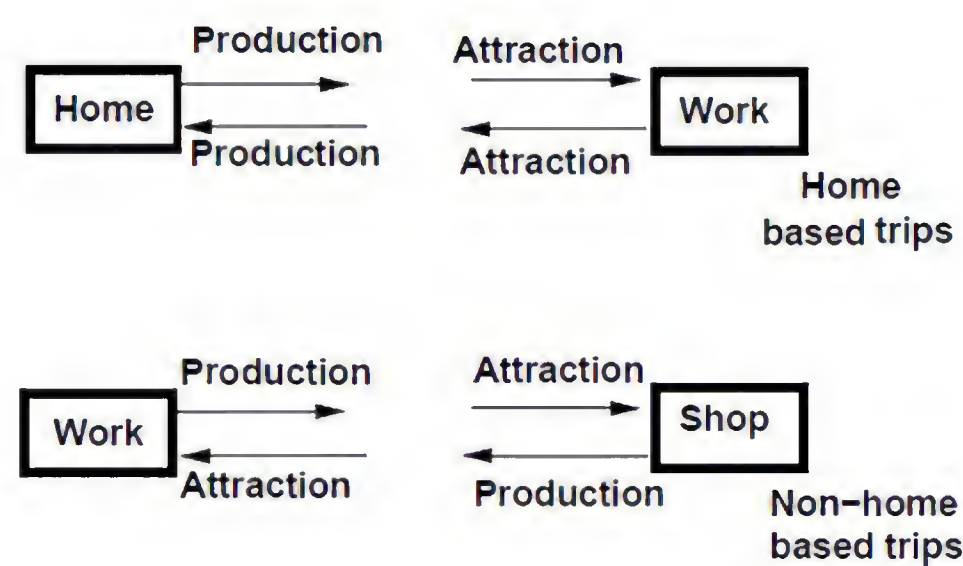 Production
Attraction
Home
Work
Production
Attraction
Home
based trips
Production
Attraction
Work
Shop
Attraction
Production
Non-home
based trips